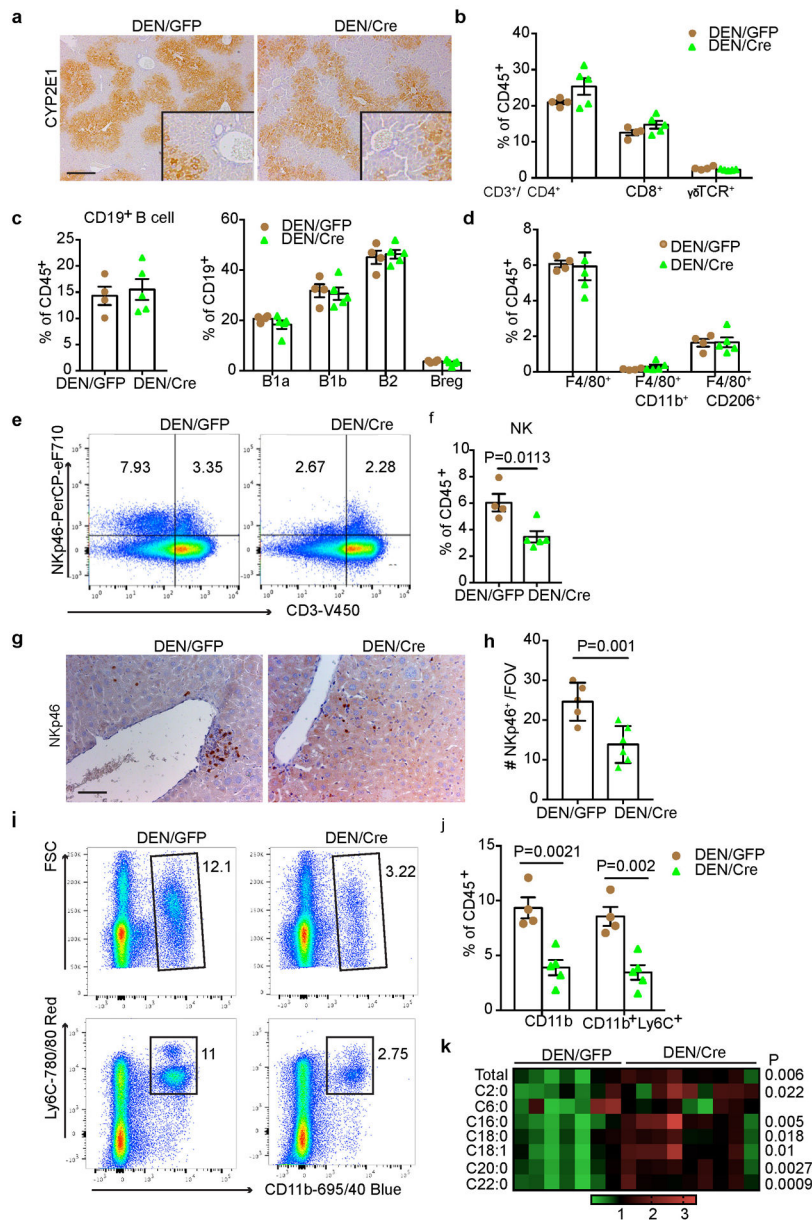 a
DEN/GFP
DEN/Cre
CYP2E1
b
DEN/GFP
DEN/Cre
% of CD45+
40
30
20
10
0
CD3+/ CD4+
CD8+
γδTCR+
c
CD19+ B cell
% of CD45+
25
20
15
10
5
0
DEN/GFP
DEN/Cre
DEN/GFP
DEN/Cre
% of CD19+
60
40
20
0
B1a
B1b
B2
Breg
d
DEN/GFP
DEN/Cre
% of CD45+
8
6
4
2
0
F4/80+
F4/80+
CD11b+
F4/80+
CD206+
e
DEN/GFP
DEN/Cre
NKp46-PerCP-eF710
7.93
3.35
2.67
2.28
CD3-V450
f
NK
P=0.0113
% of CD45+
10
8
6
4
2
0
DEN/GFP
DEN/Cre
g
DEN/GFP
DEN/Cre
NKp46
h
P=0.001
# NKp46+/FOV
40
30
20
10
0
DEN/GFP
DEN/Cre
i
DEN/GFP
DEN/Cre
FSC
12.1
3.22
Ly6C-780/80 Red
11
2.75
CD11b-695/40 Blue
j
DEN/GFP
DEN/Cre
P=0.0021
P=0.002
% of CD45+
15
10
5
0
CD11b
CD11b+Ly6C+
k
DEN/GFP
DEN/Cre
P
Total
0.006
C2:0
0.022
C6:0
C16:0
0.005
C18:0
0.018
C18:1
0.01
C20:0
0.0027
C22:0
0.0009
1 2 3